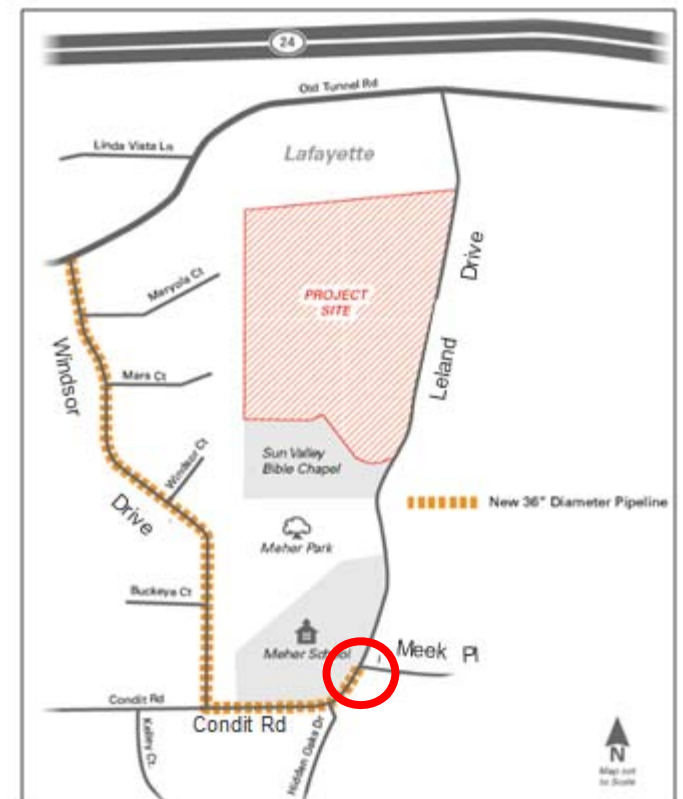 24
Old Tunnel Rd
Linda Vista Ln
Lafayette
Drive
Maryola Ct
PROJECT
SITE
Windsor
Leland
Mars Ct
Sun Valley
Bible Chapel
Windsor Ct
Drive
New 36" Diameter Pipeline
Meher Park
Buckeye Ct
Meher School
Meek Pl
Condit Rd
Condit Rd
Kelley Ct.
Hidden Oaks Dr
N
Map not
to Scale